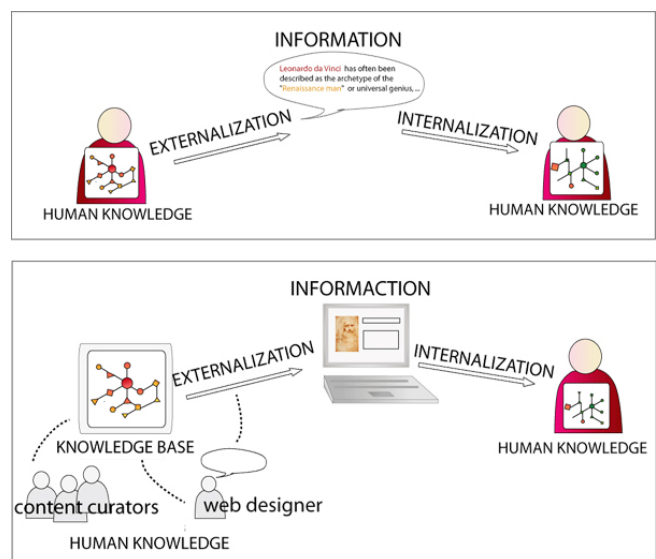 INFORMATION
Leonardo da Vinci has often been
described as the archetype of the
"Renaissance man" or universal genius, ...
EXTERNALIZATION
INTERNALIZATION
HUMAN KNOWLEDGE
HUMAN KNOWLEDGE
INFORMACTION
EXTERNALIZATION
INTERNALIZATION
KNOWLEDGE BASE
HUMAN KNOWLEDGE
content curators
web designer
HUMAN KNOWLEDGE